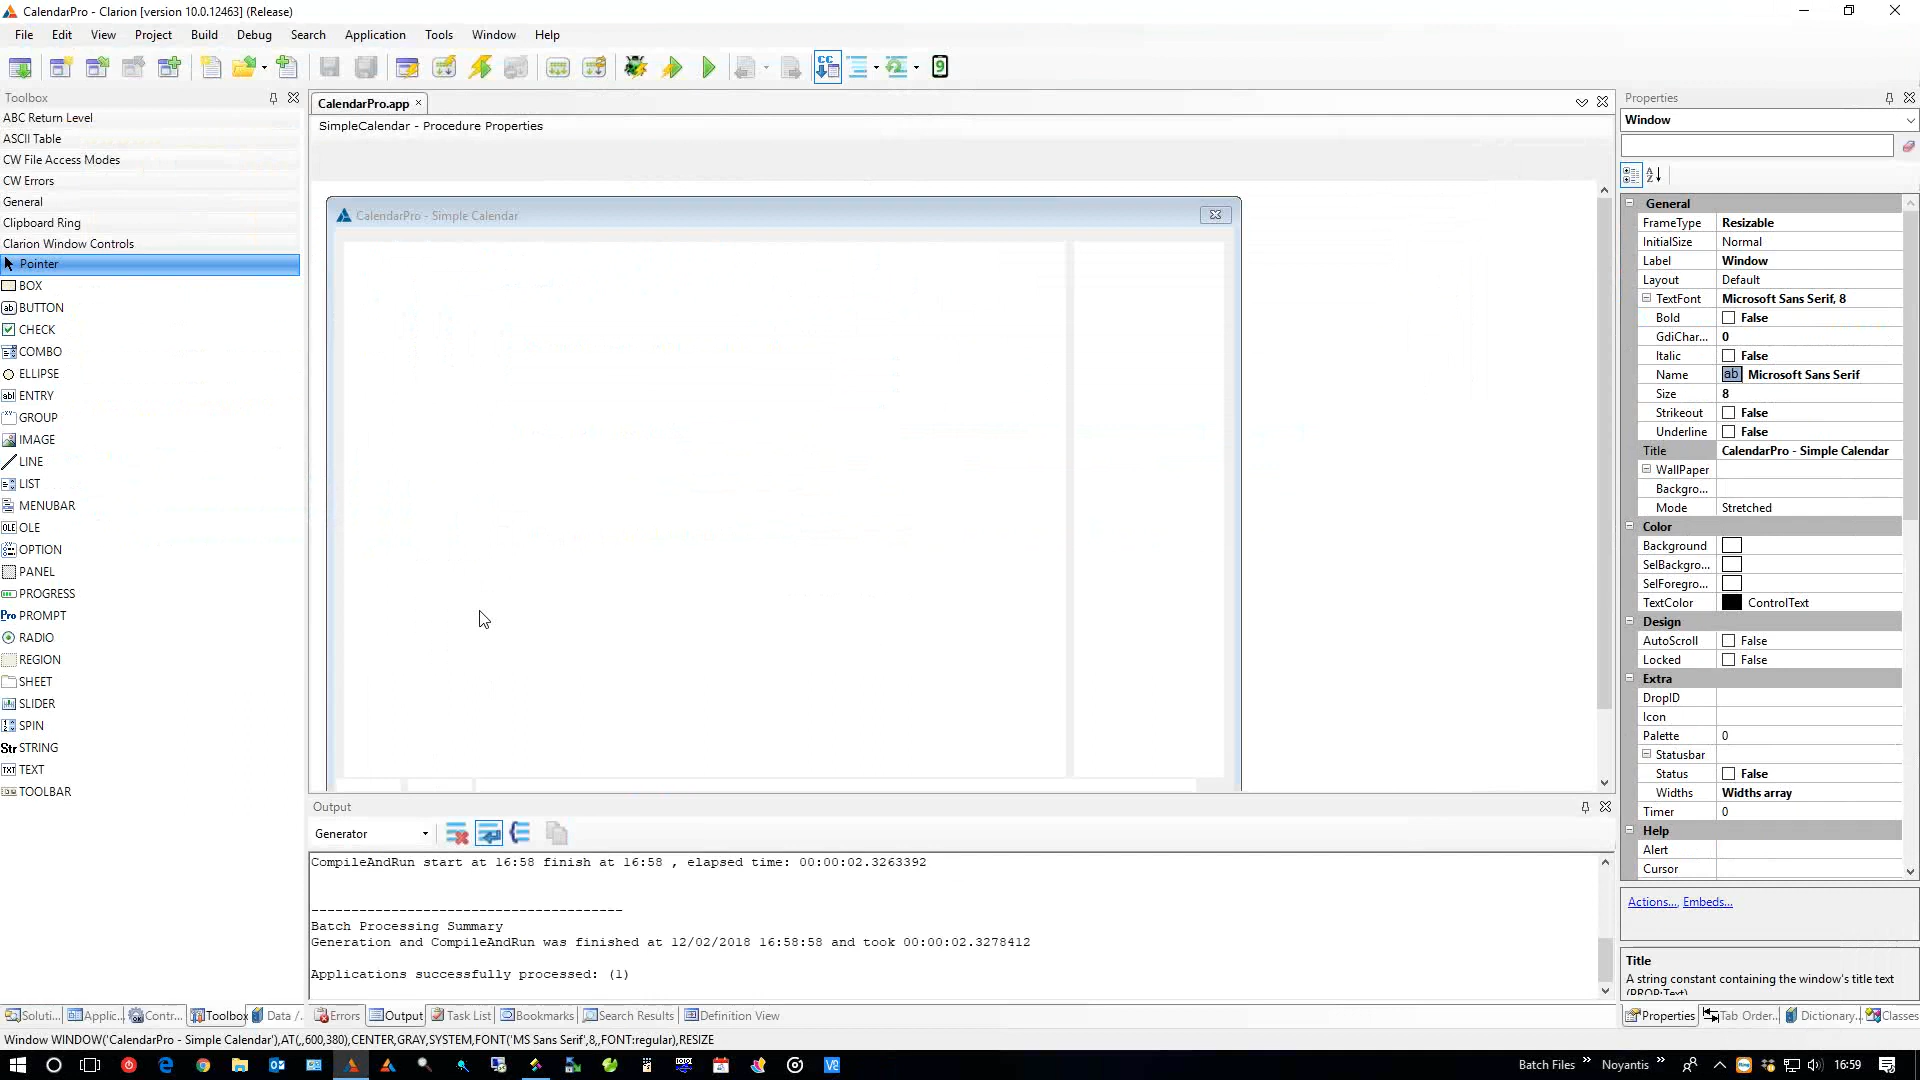 CalendarPro - Clarion [version 10.0.12463] (Release)
File Edit View Project Build Debug Search Application Tools Window Help
Toolbox
ABC Return Level
ASCII Table
CW File Access Modes
CW Errors
General
Clipboard Ring
Clarion Window Controls
Pointer
BOX
BUTTON
CHECK
COMBO
ELLIPSE
ENTRY
GROUP
IMAGE
LINE
LIST
MENUBAR
OLE
OPTION
PANEL
PROGRESS
PROMPT
RADIO
REGION
SHEET
SLIDER
SPIN
STRING
TEXT
TOOLBAR
Soluti... Applic... Contr... Toolbox Data /...
CalendarPro.app
SimpleCalendar - Procedure Properties
CalendarPro - Simple Calendar
Output
Generator
CompileAndRun start at 16:58 finish at 16:58 , elapsed time: 00:00:02.3263392
---------------------------------------
Batch Processing Summary
Generation and CompileAndRun was finished at 12/02/2018 16:58:58 and took 00:00:02.3278412
Applications successfully processed: (1)
Errors Output Task List Bookmarks Search Results Definition View
Properties
Window
General
FrameType Resizable
InitialSize Normal
Label Window
Layout Default
TextFont Microsoft Sans Serif, 8
Bold False
GdiChar... 0
Italic False
Name ab Microsoft Sans Serif
Size 8
Strikeout False
Underline False
Title CalendarPro - Simple Calendar
WallPaper
Backgro...
Mode Stretched
Color
Background
SelBackgro...
SelForegro...
TextColor ControlText
Design
AutoScroll False
Locked False
Extra
DropID
Icon
Palette 0
Statusbar
Status False
Widths Widths array
Timer 0
Help
Alert
Cursor
Actions..., Embeds...
Title
A string constant containing the window's title text
(PROP:Text)
Properties Tab Order... Dictionary... Classes
Window WINDOW('CalendarPro - Simple Calendar'),AT(,,600,380),CENTER,GRAY,SYSTEM,FONT('MS Sans Serif',8,,FONT:regular),RESIZE
Batch Files Noyantis 16:59